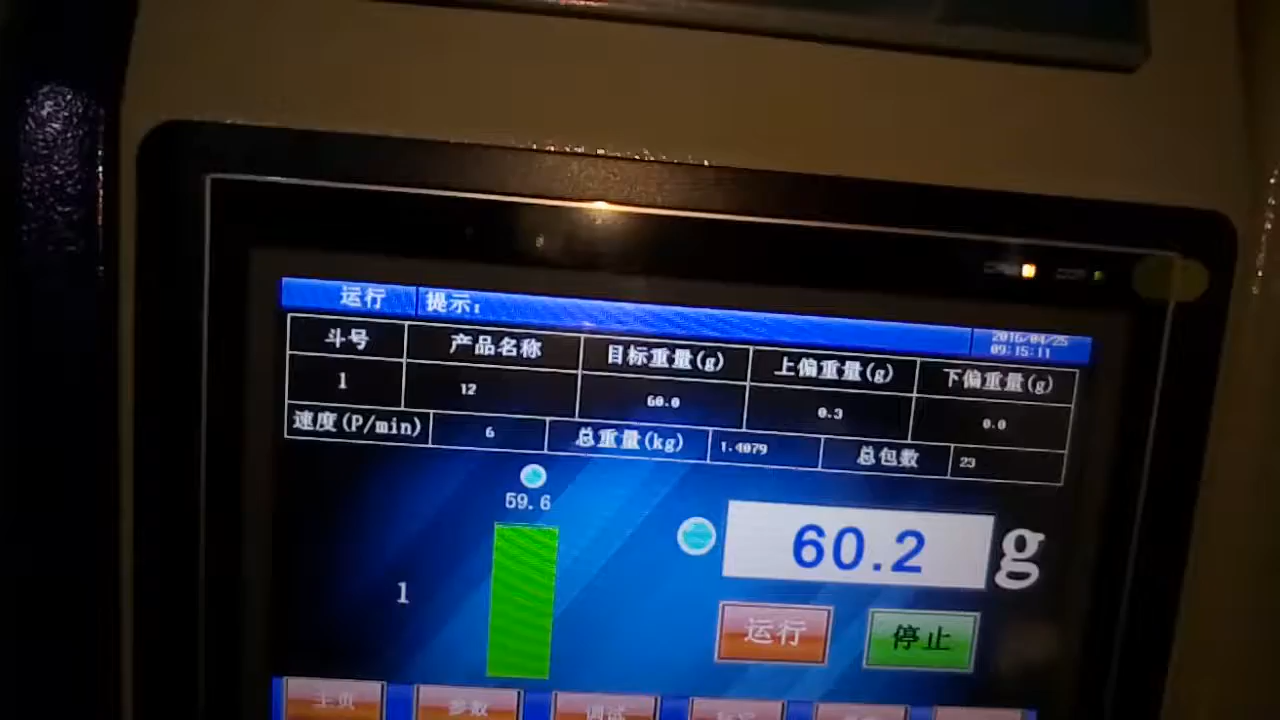 运行 提示:
2016/04/25
09:15:11
斗号 产品名称 目标重量(g) 上偏重量(g) 下偏重量(g)
1 12 60.0 0.3 0.0
速度(P/min) 6 总重量(kg) 1.4079 总包数 23
59.6
60.2 g
1
运行 停止
主页 参数 调试